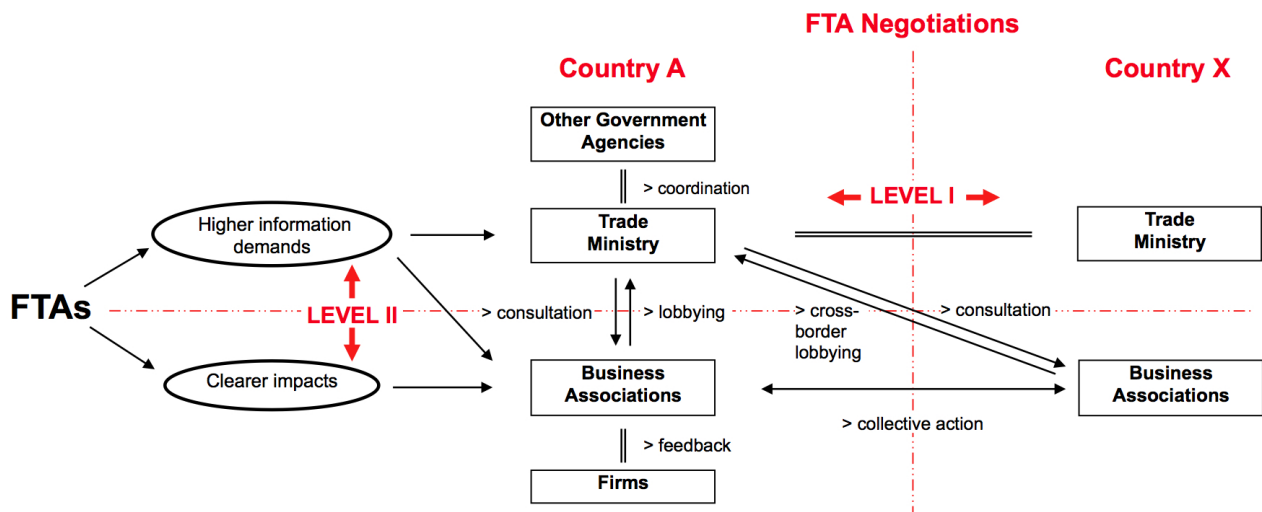 FTA Negotiations
Country A
Country X
Other Government
Agencies
> coordination
LEVEL I
Higher information
demands
Trade
Ministry
Trade
Ministry
FTAs
LEVEL II
> consultation
> lobbying
> cross-
border
lobbying
> consultation
Clearer impacts
Business
Associations
Business
Associations
> collective action
> feedback
Firms